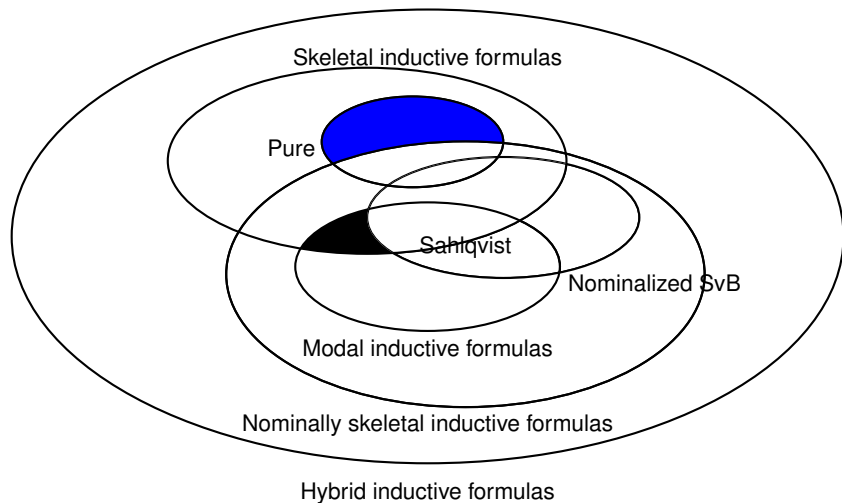 Skeletal inductive formulas
Pure
Sahlqvist
Nominalized SvB
Modal inductive formulas
Nominally skeletal inductive formulas
Hybrid inductive formulas